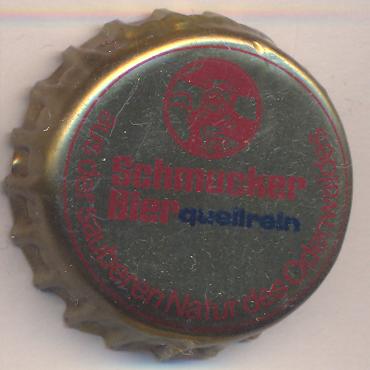 Schmucker
Bier quellrein
aus der sauberen Natur des Odenwaldes